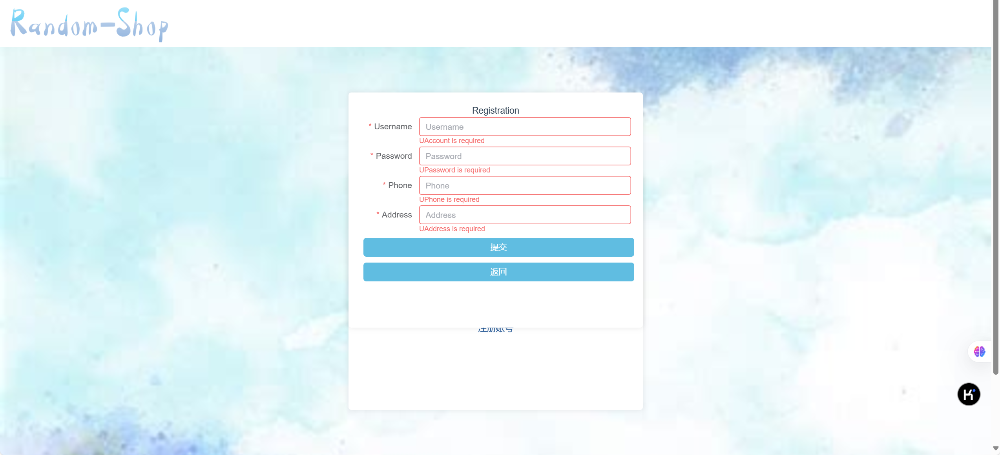 Random-Shop
Registration
* Username
Username
UAccount is required
* Password
Password
UPassword is required
* Phone
Phone
UPhone is required
* Address
Address
UAddress is required
提交
返回
注册账号